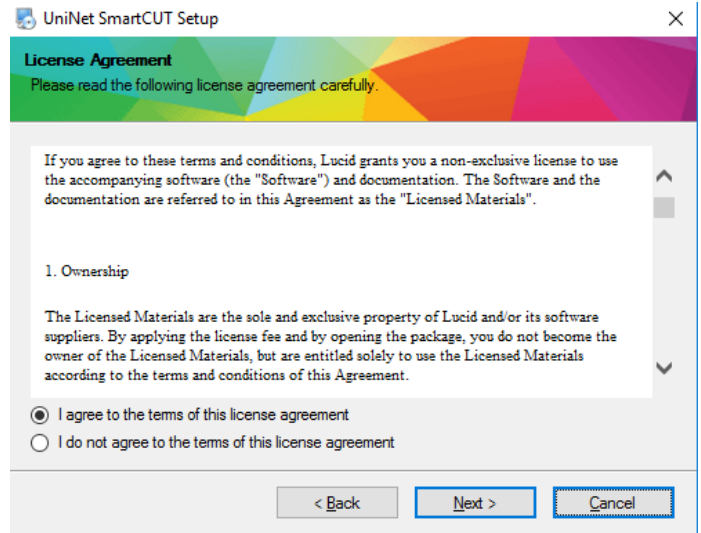 UniNet SmartCUT Setup
License Agreement
Please read the following license agreement carefully.
If you agree to these terms and conditions, Lucid grants you a non-exclusive license to use
the accompanying software (the "Software") and documentation. The Software and the
documentation are referred to in this Agreement as the "Licensed Materials".
1. Ownership
The Licensed Materials are the sole and exclusive property of Lucid and/or its software
suppliers. By applying the license fee and by opening the package, you do not become the
owner of the Licensed Materials, but are entitled solely to use the Licensed Materials
according to the terms and conditions of this Agreement.
I agree to the terms of this license agreement
I do not agree to the terms of this license agreement
< Back Next > Cancel